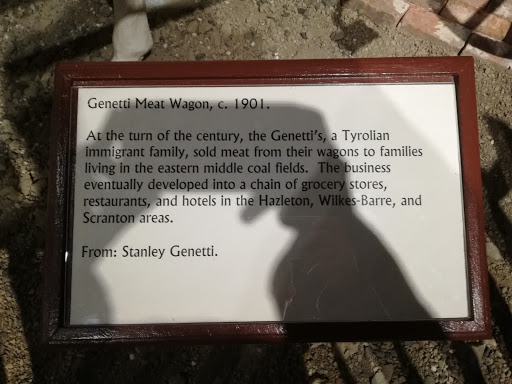 Genetti Meat Wagon, c. 1901.
At the turn of the century, the Genetti's, a Tyrolian
immigrant family, sold meat from their wagons to families
living in the eastern middle coal fields. The business
eventually developed into a chain of grocery stores,
restaurants, and hotels in the Hazleton, Wilkes-Barre, and
Scranton areas.
From: Stanley Genetti.